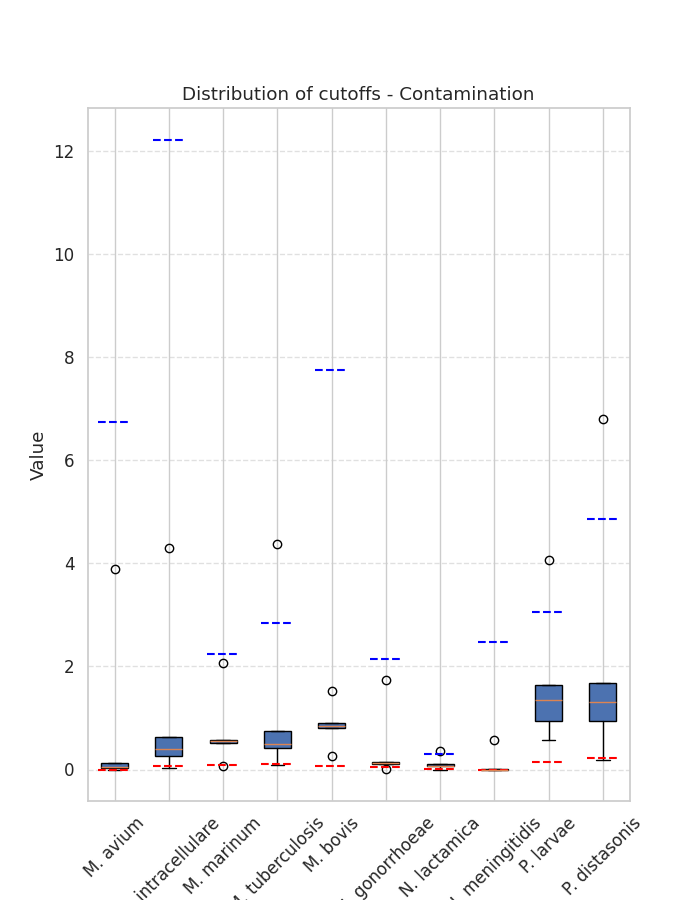 Distribution of cutoffs - Contamination
Value
12
10
8
6
4
2
0
M. avium
intracellulare
M. marinum
tuberculosis
M. bovis
gonorrhoeae
N. lactamica
meningitidis
P. larvae
P. distasonis